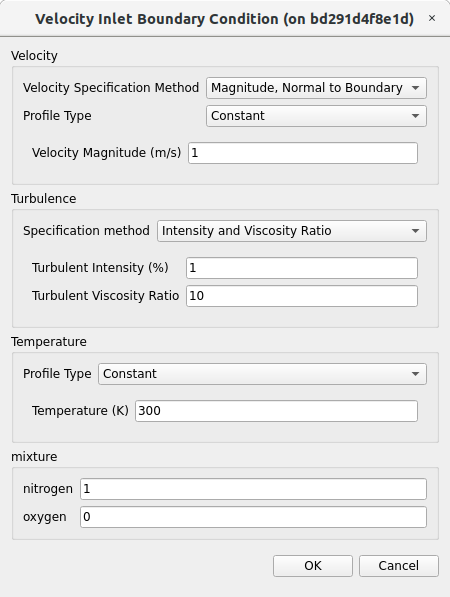 Velocity Inlet Boundary Condition (on bd291d4f8e1d) ×
Velocity
Velocity Specification Method Magnitude, Normal to Boundary
Profile Type Constant
Velocity Magnitude (m/s) 1
Turbulence
Specification method Intensity and Viscosity Ratio
Turbulent Intensity (%) 1
Turbulent Viscosity Ratio 10
Temperature
Profile Type Constant
Temperature (K) 300
mixture
nitrogen 1
oxygen 0
OK Cancel